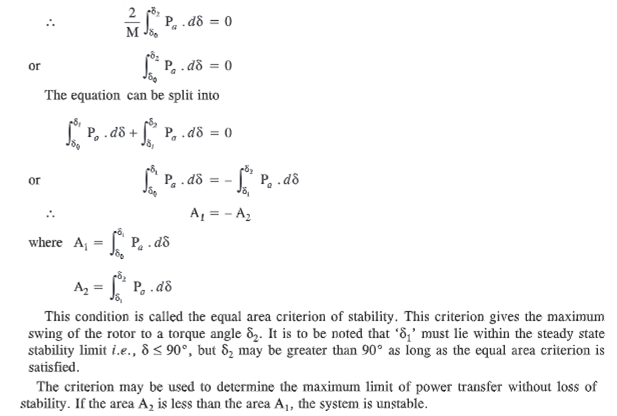 ∴ 2/M ∫_{δ₀}^{δ₂} Pₐ . dδ = 0
or ∫_{δ₀}^{δ₂} Pₐ . dδ = 0
The equation can be split into
∫_{δ₀}^{δ₁} Pₐ . dδ + ∫_{δ₁}^{δ₂} Pₐ . dδ = 0
or ∫_{δ₀}^{δ₁} Pₐ . dδ = – ∫_{δ₁}^{δ₂} Pₐ . dδ
∴ A₁ = – A₂
where A₁ = ∫_{δ₀}^{δ₁} Pₐ . dδ
A₂ = ∫_{δ₁}^{δ₂} Pₐ . dδ
This condition is called the equal area criterion of stability. This criterion gives the maximum
swing of the rotor to a torque angle δ₂. It is to be noted that ‘δ₁’ must lie within the steady state
stability limit i.e., δ ≤ 90°, but δ₂ may be greater than 90° as long as the equal area criterion is
satisfied.
The criterion may be used to determine the maximum limit of power transfer without loss of
stability. If the area A₂ is less than the area A₁, the system is unstable.